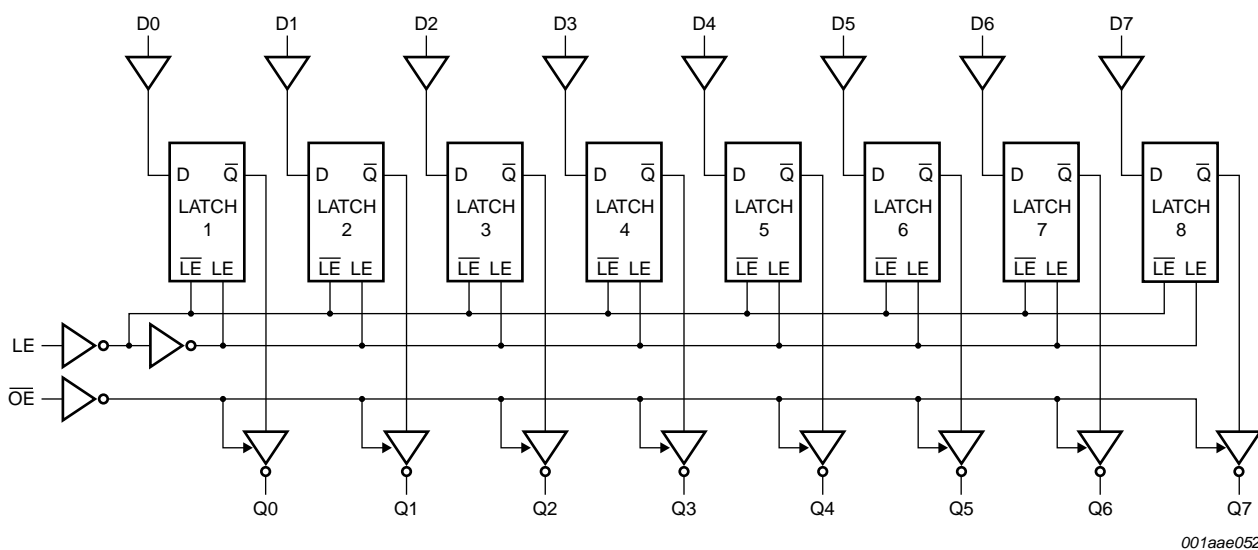 D0 D1 D2 D3 D4 D5 D6 D7
D Q̅ D Q̅ D Q̅ D Q̅ D Q̅ D Q̅ D Q̅ D Q̅
LATCH LATCH LATCH LATCH LATCH LATCH LATCH LATCH
1 2 3 4 5 6 7 8
L̅E̅ LE L̅E̅ LE L̅E̅ LE L̅E̅ LE L̅E̅ LE L̅E̅ LE L̅E̅ LE L̅E̅ LE
LE
O̅E̅
Q0 Q1 Q2 Q3 Q4 Q5 Q6 Q7
001aae052